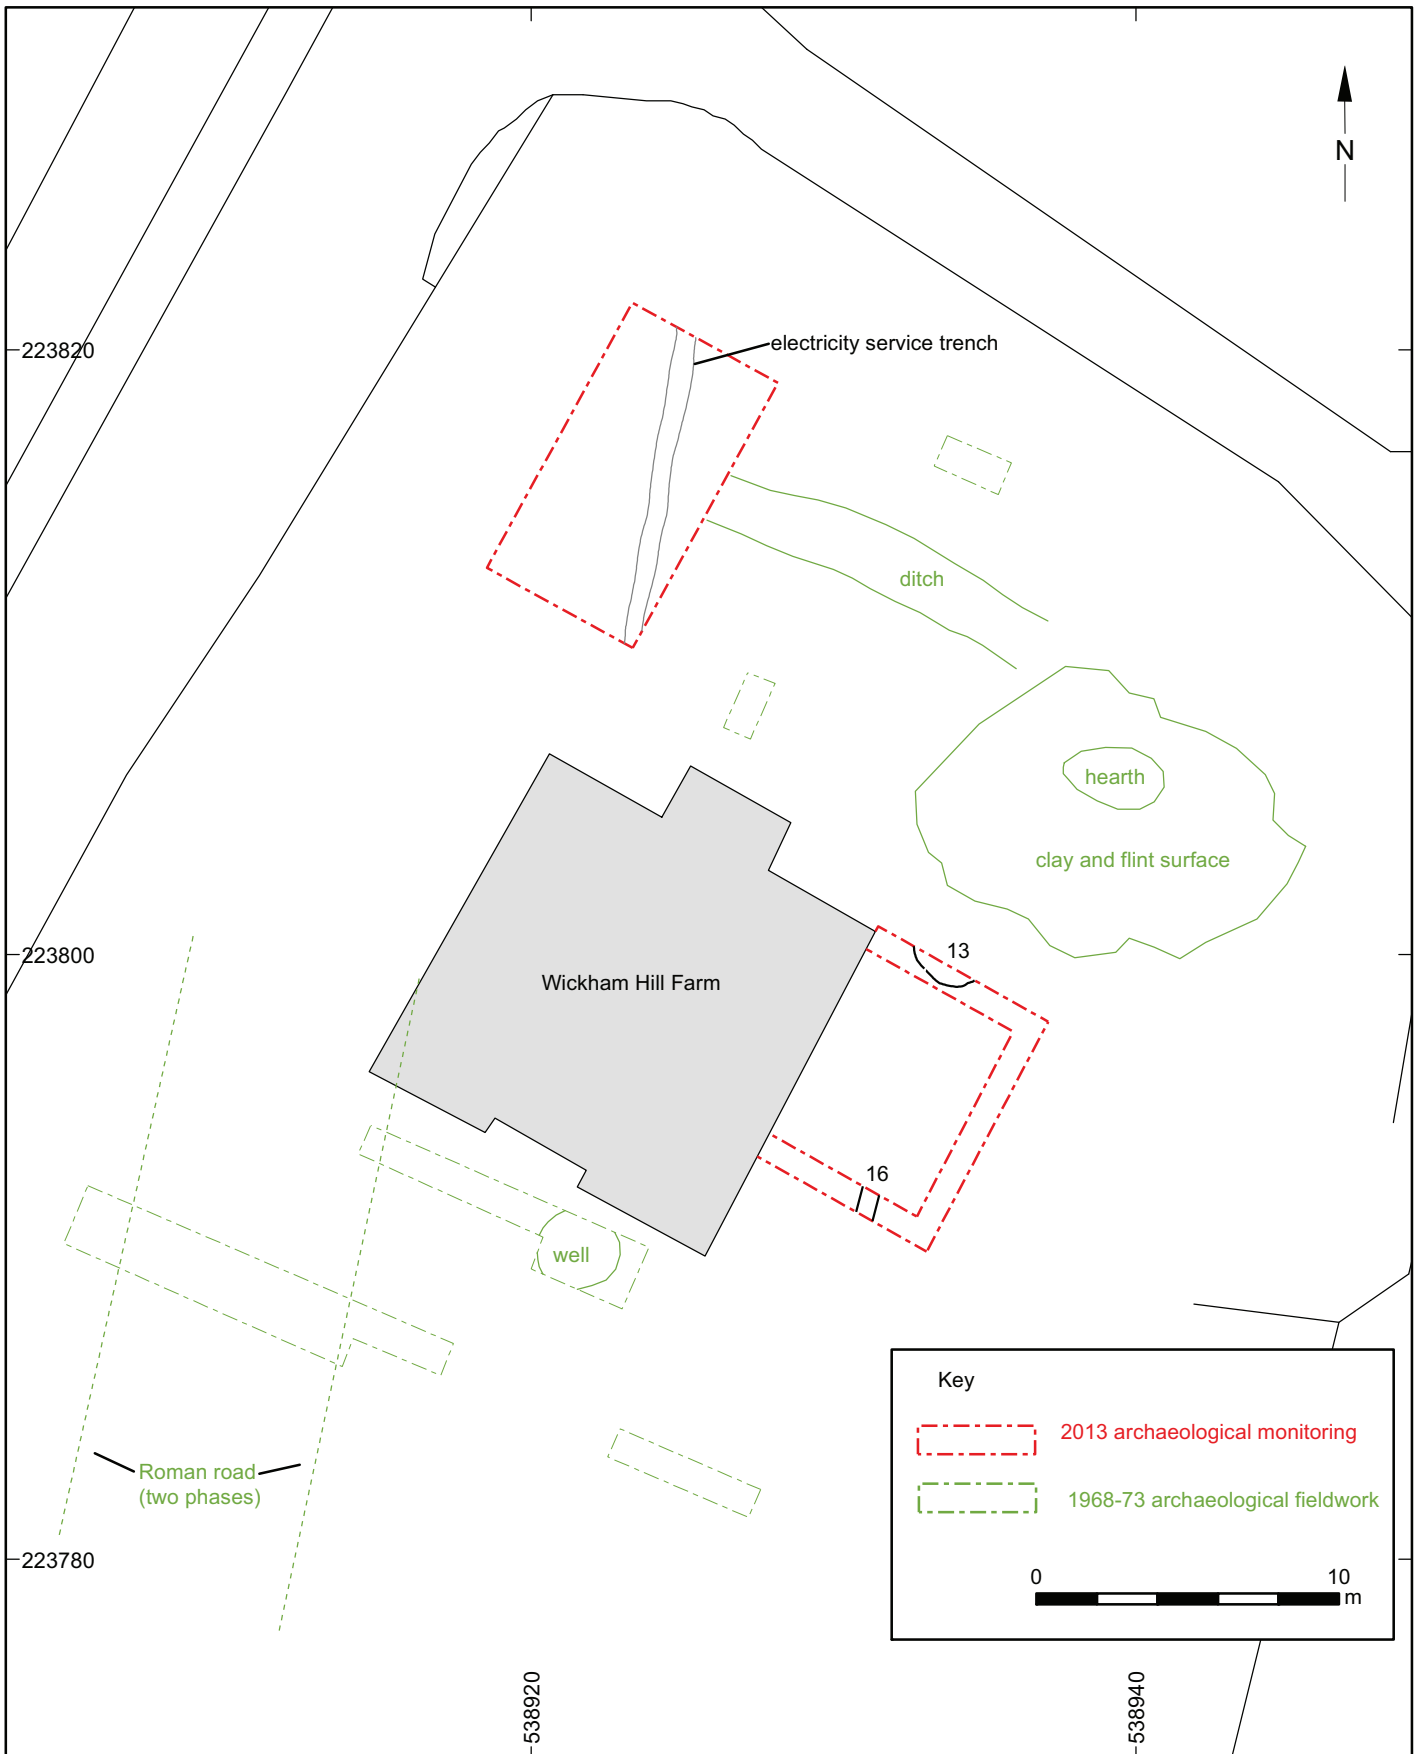 N
223820
electricity service trench
ditch
hearth
clay and flint surface
223800
13
Wickham Hill Farm
16
well
Key
2013 archaeological monitoring
Roman road
(two phases)
1968-73 archaeological fieldwork
223780
0 10
m
538920
538940